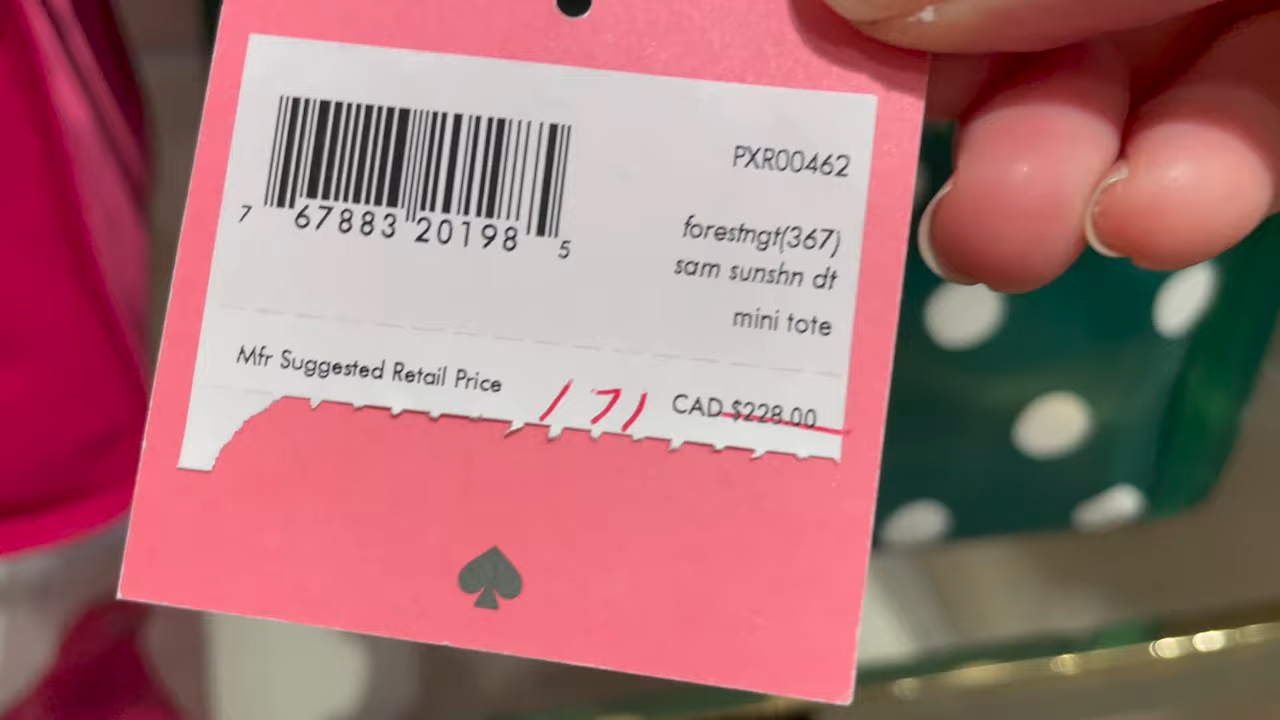 PXR00462
7 67883 20198 5
forestngt(367)
sam sunshn dt
mini tote
Mfr Suggested Retail Price 171 CAD $228.00